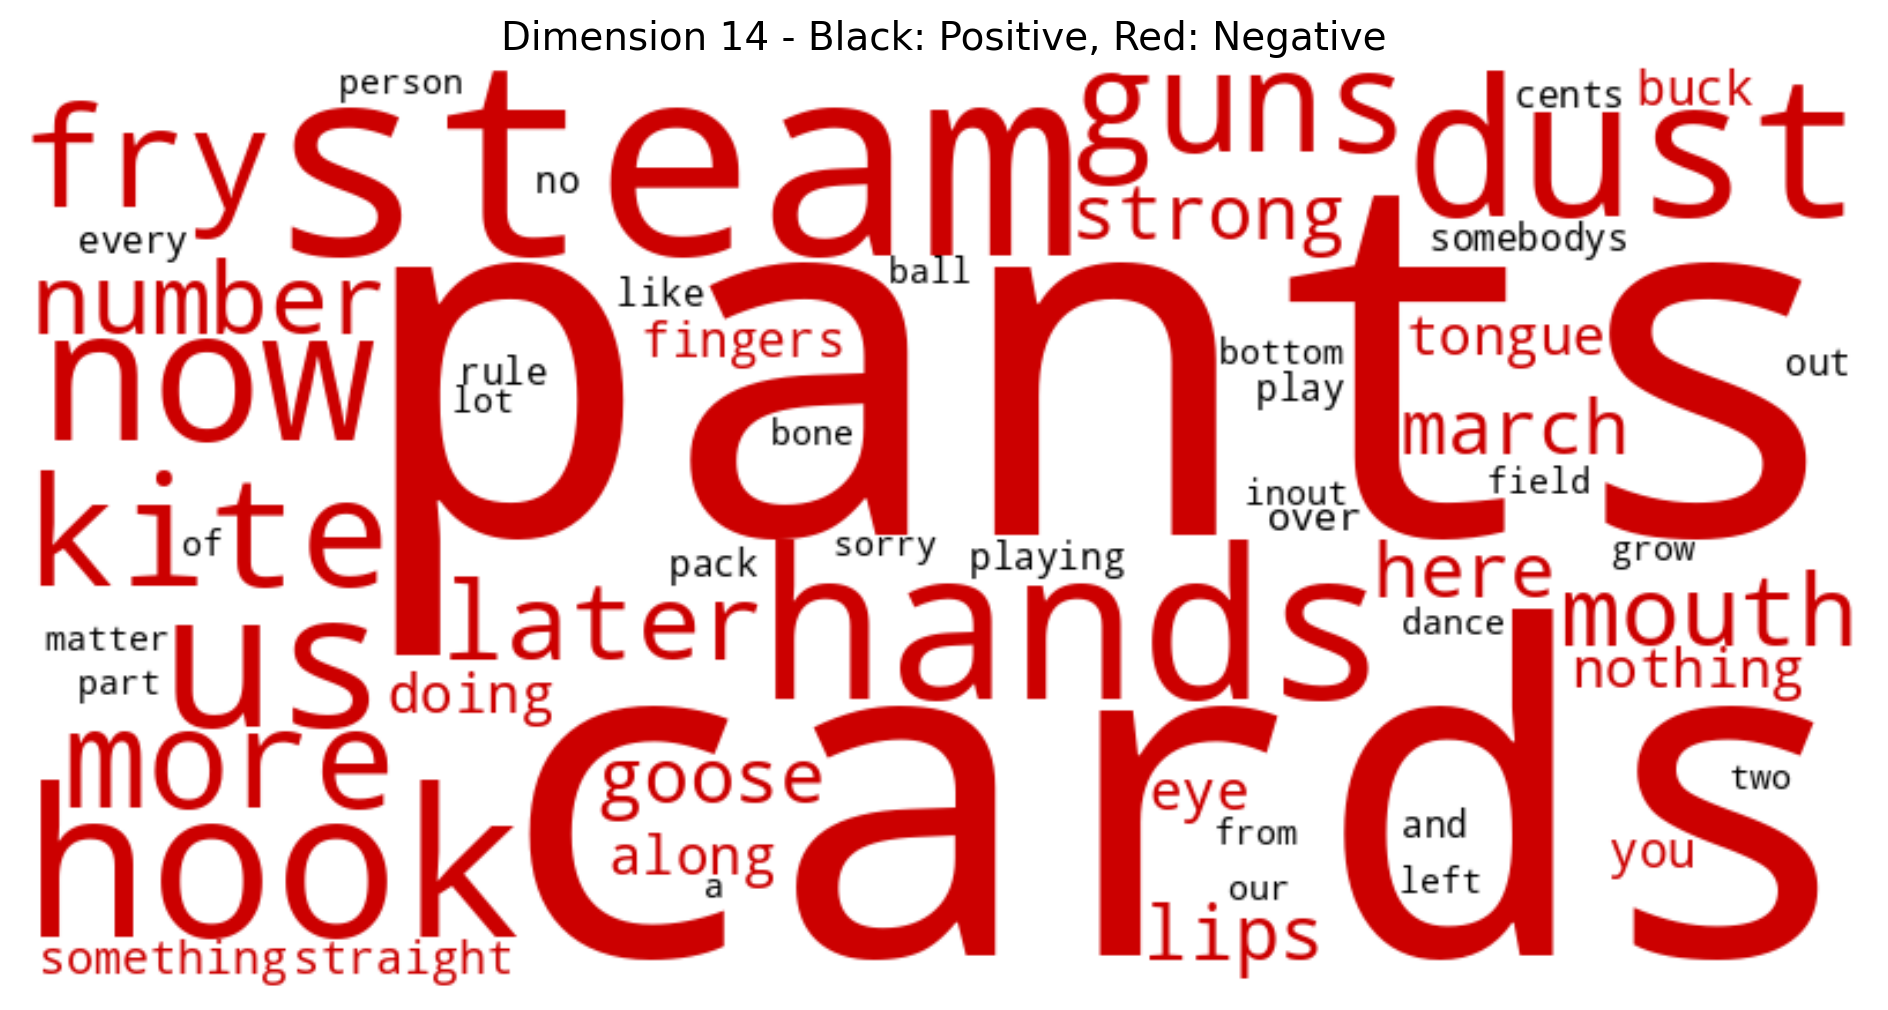 Dimension 14 - Black: Positive, Red: Negative
person
guns
cents
buck
fry
steam
dust
no
strong
every
somebodys
number
pants
ball
like
fingers
tongue
now
rule
bottom
out
lot
play
bone
march
kite
inout
field
over
of
pack
sorry
playing
grow
later
hands
here
mouth
matter
us
dance
part
doing
nothing
more
cards
goose
eye
two
hook
from
and
along
you
a
our
left
lips
something
straight